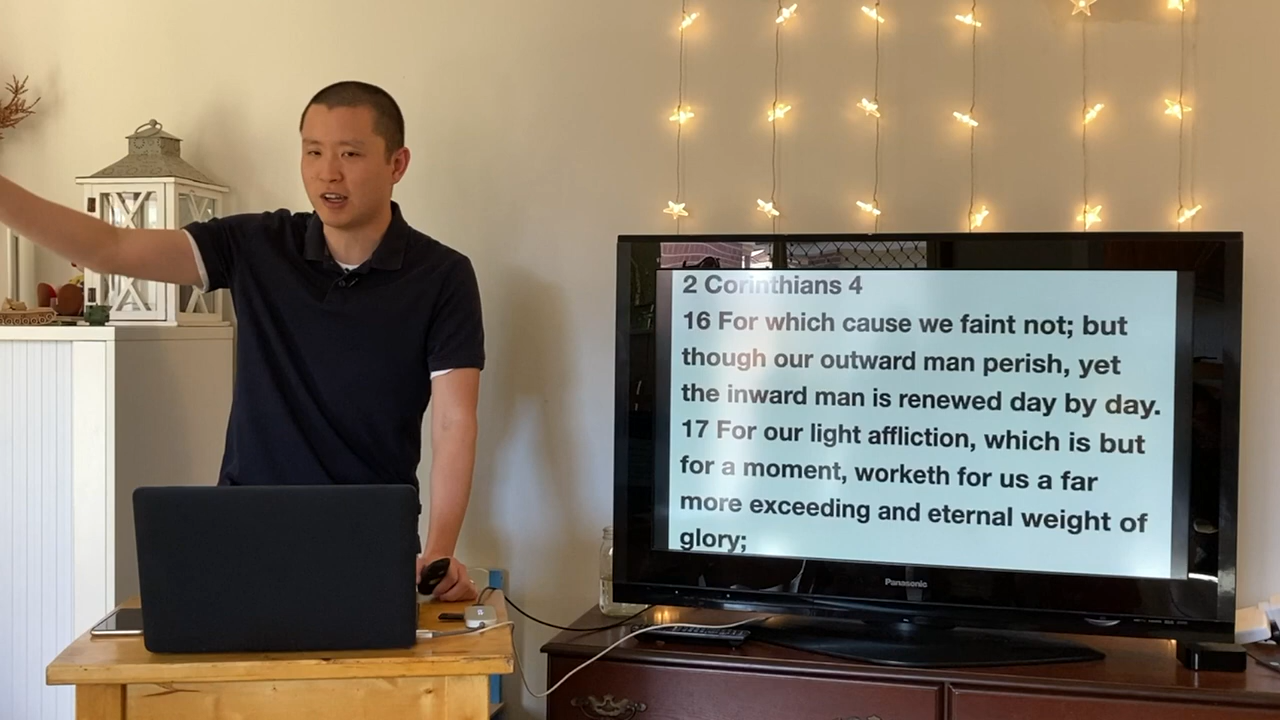 2 Corinthians 4
16 For which cause we faint not; but
though our outward man perish, yet
the inward man is renewed day by day.
17 For our light affliction, which is but
for a moment, worketh for us a far
more exceeding and eternal weight of
glory;
Panasonic